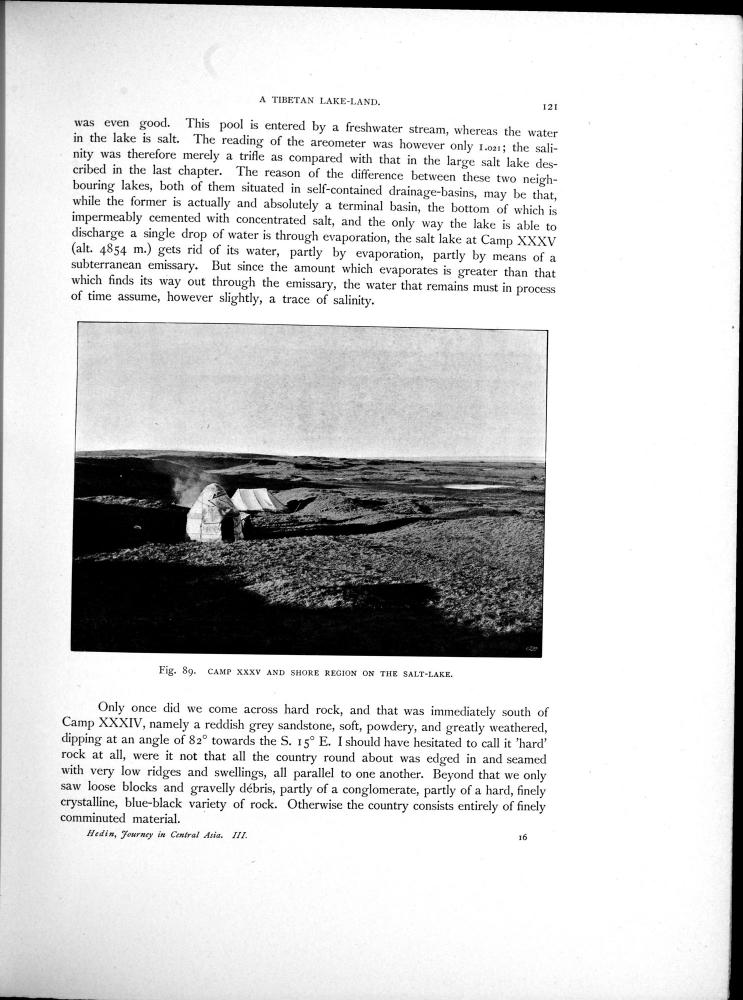 A TIBETAN LAKE-LAND.
121
was even good. This pool is entered by a freshwater stream, whereas the water
in the lake is salt. The reading of the areometer was however only 1.021; the sali-
nity was therefore merely a trifle as compared with that in the large salt lake des-
cribed in the last chapter. The reason of the difference between these two neigh-
bouring lakes, both of them situated in self-contained drainage-basins, may be that,
while the former is actually and absolutely a terminal basin, the bottom of which is
impermeably cemented with concentrated salt, and the only way the lake is able to
discharge a single drop of water is through evaporation, the salt lake at Camp XXXV
(alt. 4854 m.) gets rid of its water, partly by evaporation, partly by means of a
subterranean emissary. But since the amount which evaporates is greater than that
which finds its way out through the emissary, the water that remains must in process
of time assume, however slightly, a trace of salinity.
Fig. 89. CAMP XXXV AND SHORE REGION ON THE SALT-LAKE.
Only once did we come across hard rock, and that was immediately south of
Camp XXXIV, namely a reddish grey sandstone, soft, powdery, and greatly weathered,
dipping at an angle of 82° towards the S. 15° E. I should have hesitated to call it 'hard'
rock at all, were it not that all the country round about was edged in and seamed
with very low ridges and swellings, all parallel to one another. Beyond that we only
saw loose blocks and gravelly débris, partly of a conglomerate, partly of a hard, finely
crystalline, blue-black variety of rock. Otherwise the country consists entirely of finely
comminuted material.
Hedin, Journey in Central Asia. III.
16